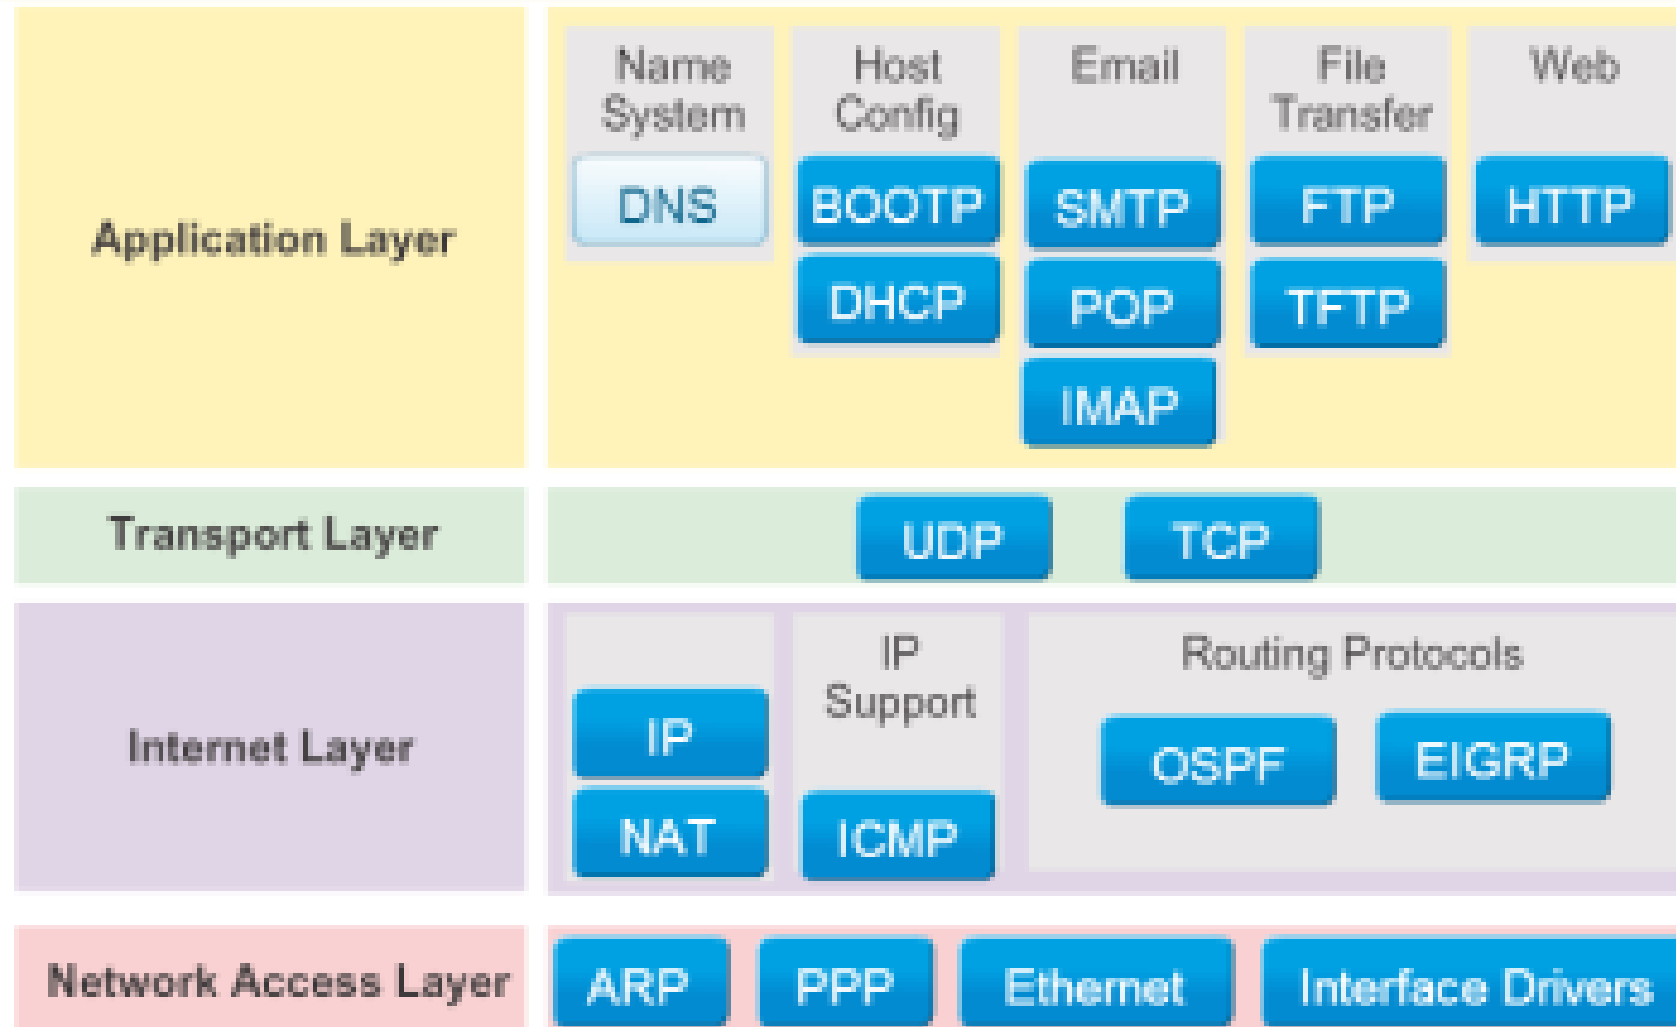 Application Layer
Name
System
DNS
Host
Config
BOOTP
DHCP
Email
SMTP
POP
IMAP
File
Transfer
FTP
TFTP
Web
HTTP
Transport Layer
UDP
TCP
Internet Layer
IP
NAT
IP
Support
ICMP
Routing Protocols
OSPF
EIGRP
Network Access Layer
ARP
PPP
Ethernet
Interface Drivers